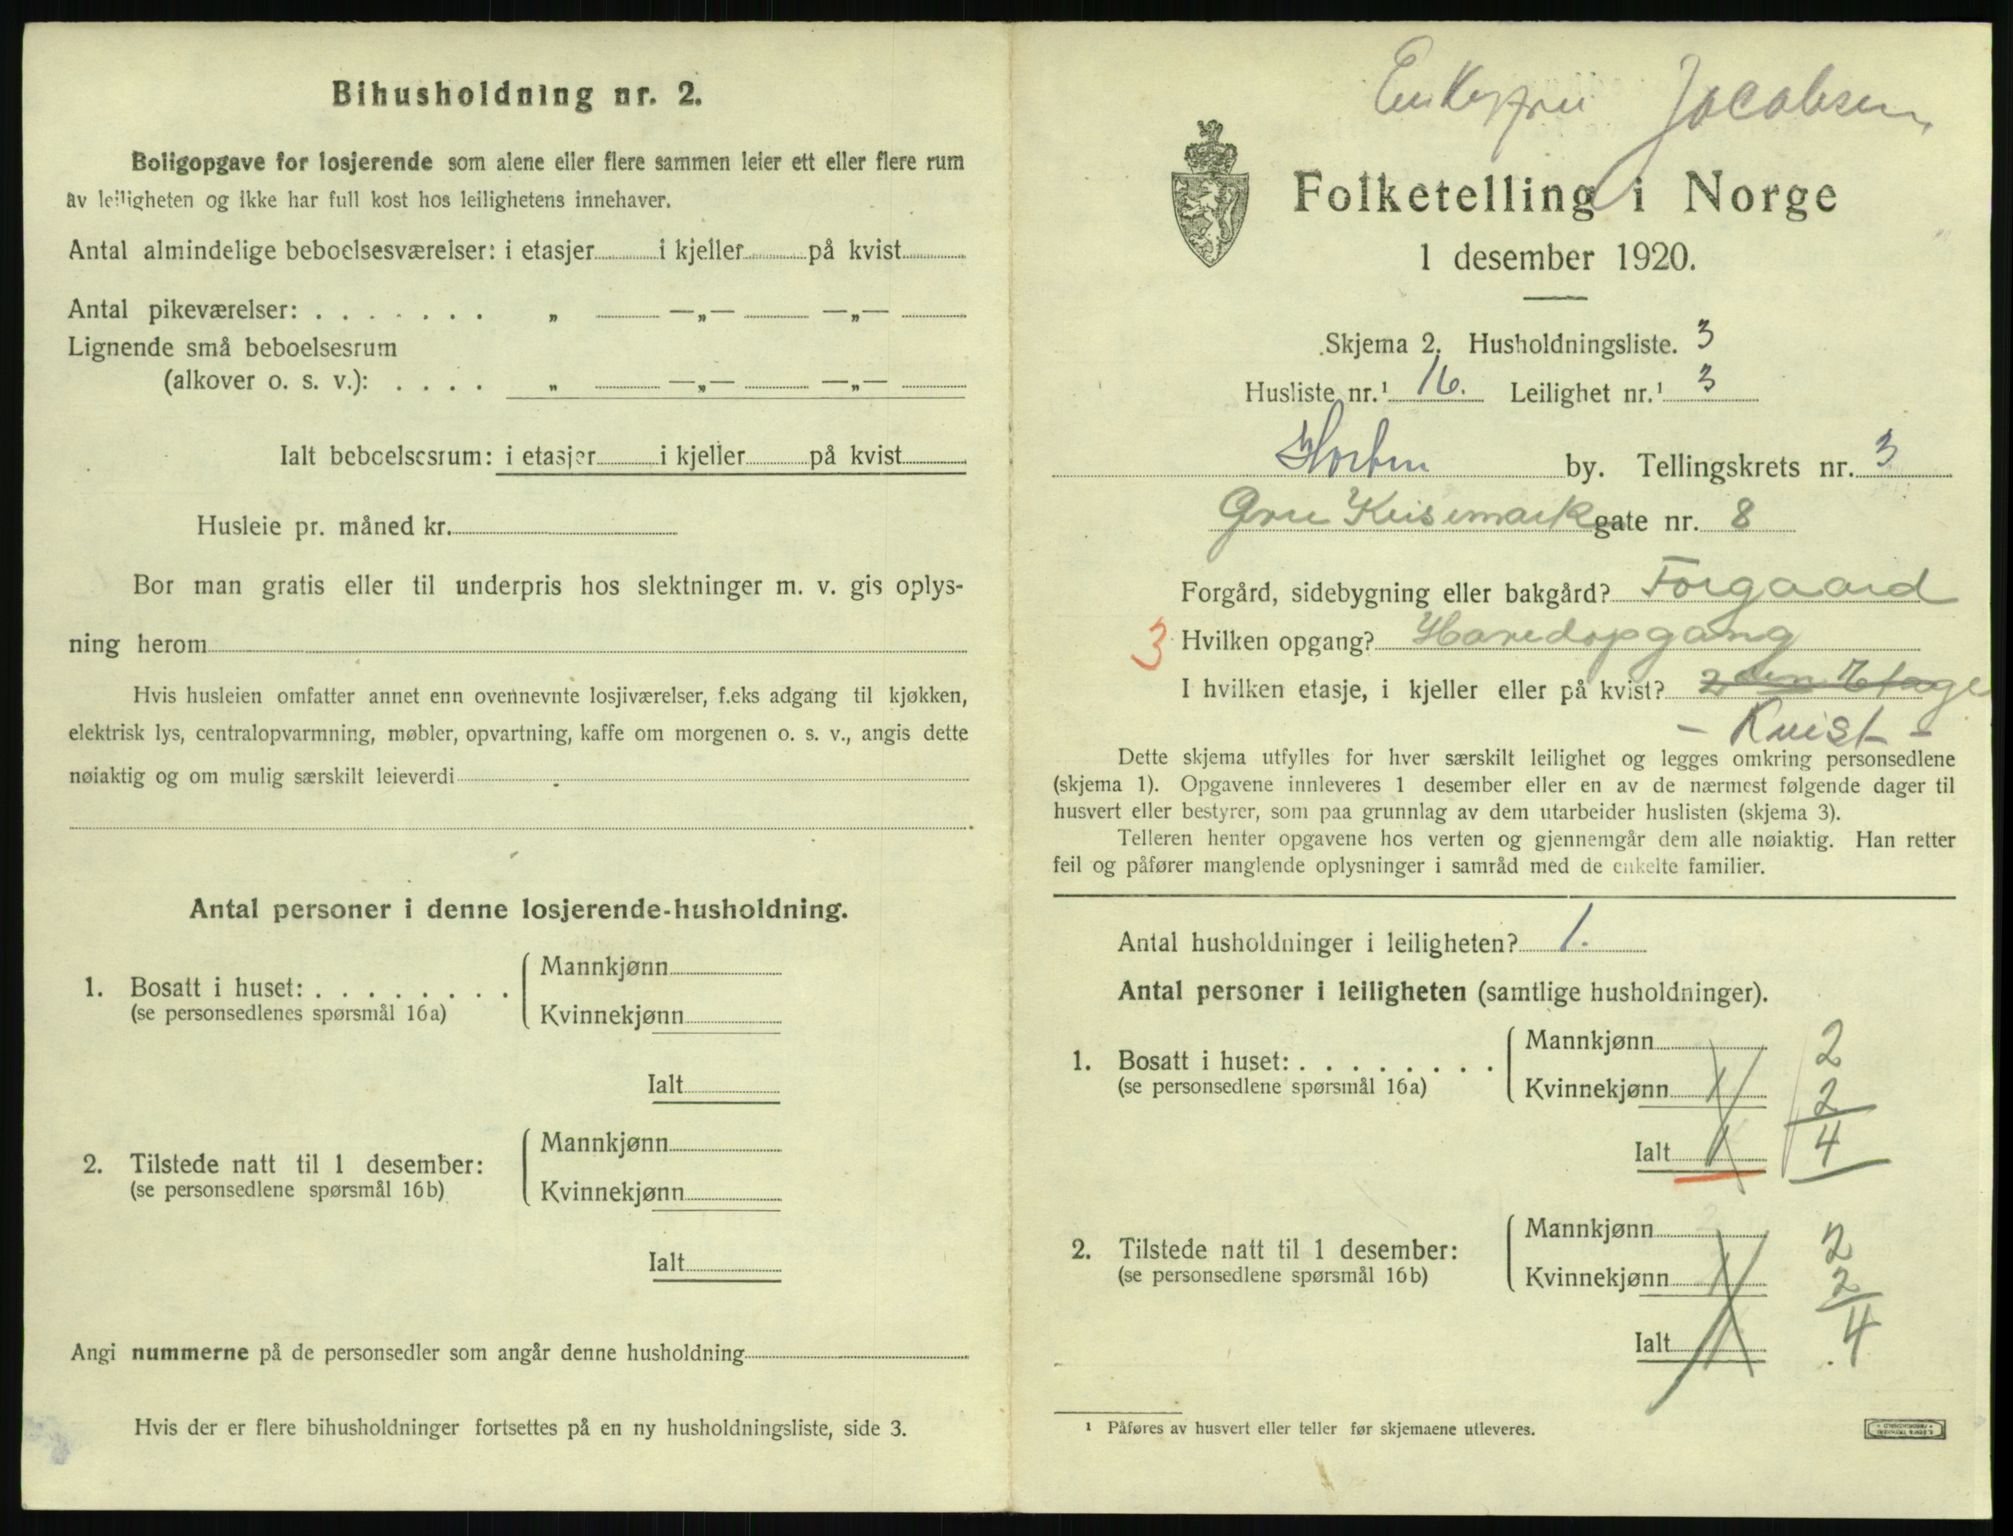 Bihusholdning nr. 2.
Boligopgave for losjerende som alene eller flere sammen leier ett eller flere rum
av leiligheten og ikke har full kost hos leilighetens innehaver.
Antal almindelige beboelsesværelser: i etasjer i kjeller på kvist
Antal pikeværelser: . . . . . . . „ —„— —„—
Lignende små beboelsesrum
(alkover o. s. v.): . . . . „ —„— —„—
Ialt beboelsesrum: i etasjer i kjeller på kvist
Husleie pr. måned kr.
Bor man gratis eller til underpris hos slektninger m. v. gis oplys-
ning herom
Hvis husleien omfatter annet enn ovennevnte losjiværelser, f.eks adgang til kjøkken,
elektrisk lys, centralopvarmning, møbler, opvartning, kaffe om morgenen o. s. v., angis dette
nøiaktig og om mulig særskilt leieverdi
Antal personer i denne losjerende-husholdning.
1. Bosatt i huset: . . . . . . . .
(se personsedlenes spørsmål 16a)
Mannkjønn
Kvinnekjønn
Ialt
2. Tilstede natt til 1 desember:
(se personsedlene spørsmål 16b)
Mannkjønn
Kvinnekjønn
Ialt
Angi nummerne på de personsedler som angår denne husholdning
Hvis der er flere bihusholdninger fortsettes på en ny husholdningsliste, side 3.
Enkefru Jacobsen
Folketelling i Norge
1 desember 1920.
Skjema 2. Husholdningsliste. 3
Husliste nr.¹ 16. Leilighet nr.¹ 3
Horten by. Tellingskrets nr. 3
gate nr. 8
Forgård, sidebygning eller bakgård? Forgaard
3 Hvilken opgang? Hovedopgang
I hvilken etasje, i kjeller eller på kvist? 2den Etage
- Kvist -
Dette skjema utfylles for hver særskilt leilighet og legges omkring personsedlene
(skjema 1). Opgavene innleveres 1 desember eller en av de nærmest følgende dager til
husvert eller bestyrer, som paa grunnlag av dem utarbeider huslisten (skjema 3).
Telleren henter opgavene hos verten og gjennemgår dem alle nøiaktig. Han retter
feil og påfører manglende oplysninger i samråd med de enkelte familier.
Antal husholdninger i leiligheten? 1.
Antal personer i leiligheten (samtlige husholdninger).
1. Bosatt i huset: . . . . . . . .
(se personsedlene spørsmål 16a)
Mannkjønn 2
Kvinnekjønn 1 2
Ialt 1 4
2. Tilstede natt til 1 desember:
(se personsedlene spørsmål 16b)
Mannkjønn 2
Kvinnekjønn 1 2
Ialt 1 4
¹ Påføres av husvert eller teller før skjemaene utleveres.